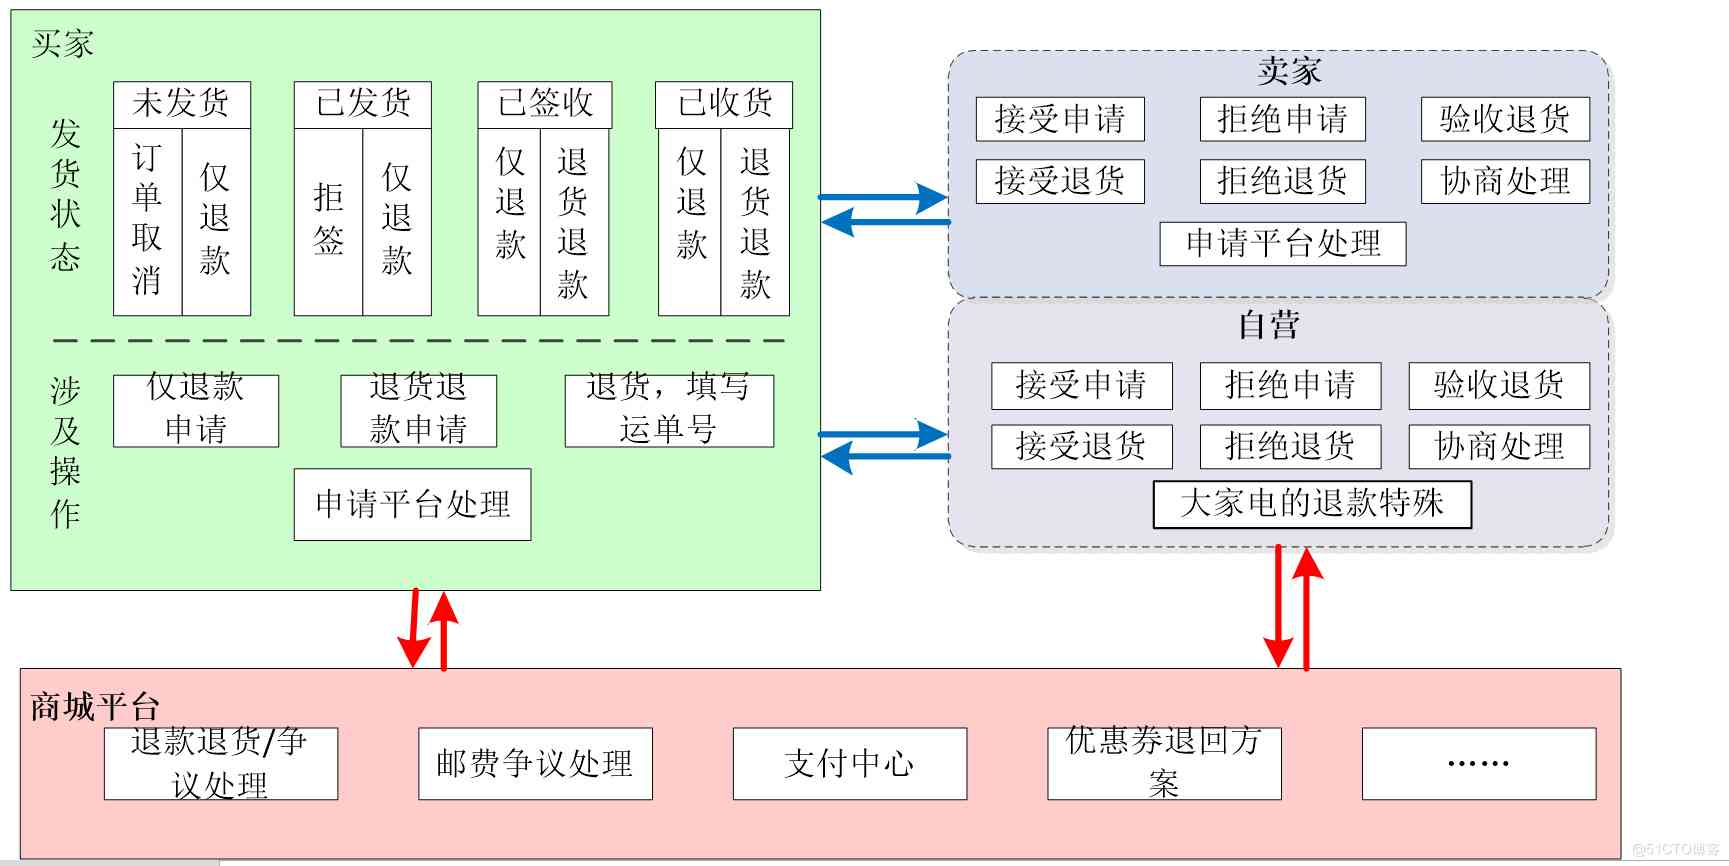 买家
发货状态
未发货
订单取消
仅退款
已发货
拒签
仅退款
已签收
仅退款
退货退款
已收货
仅退款
退货退款
涉及操作
仅退款
申请
退货退
款申请
退货，填写
运单号
申请平台处理
卖家
接受申请
拒绝申请
验收退货
接受退货
拒绝退货
协商处理
申请平台处理
自营
接受申请
拒绝申请
验收退货
接受退货
拒绝退货
协商处理
大家电的退款特殊
商城平台
退款退货/争
议处理
邮费争议处理
支付中心
优惠券退回方
案
……
@51CTO博客